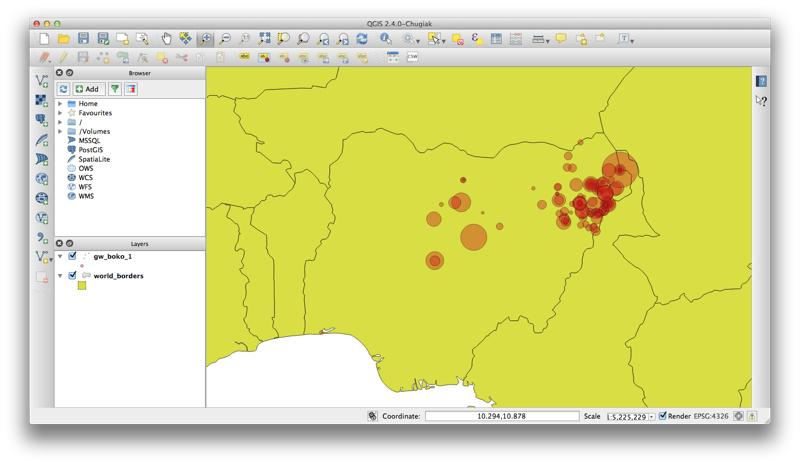 QGIS 2.4.0-Chugiak
Browser
Add
Home
Favourites
/
/Volumes
MSSQL
PostGIS
SpatiaLite
OWS
WCS
WFS
WMS
Layers
gw_boko_1
world_borders
Coordinate:
10.294,10.878
Scale
1:5,225,229
Render
EPSG:4326